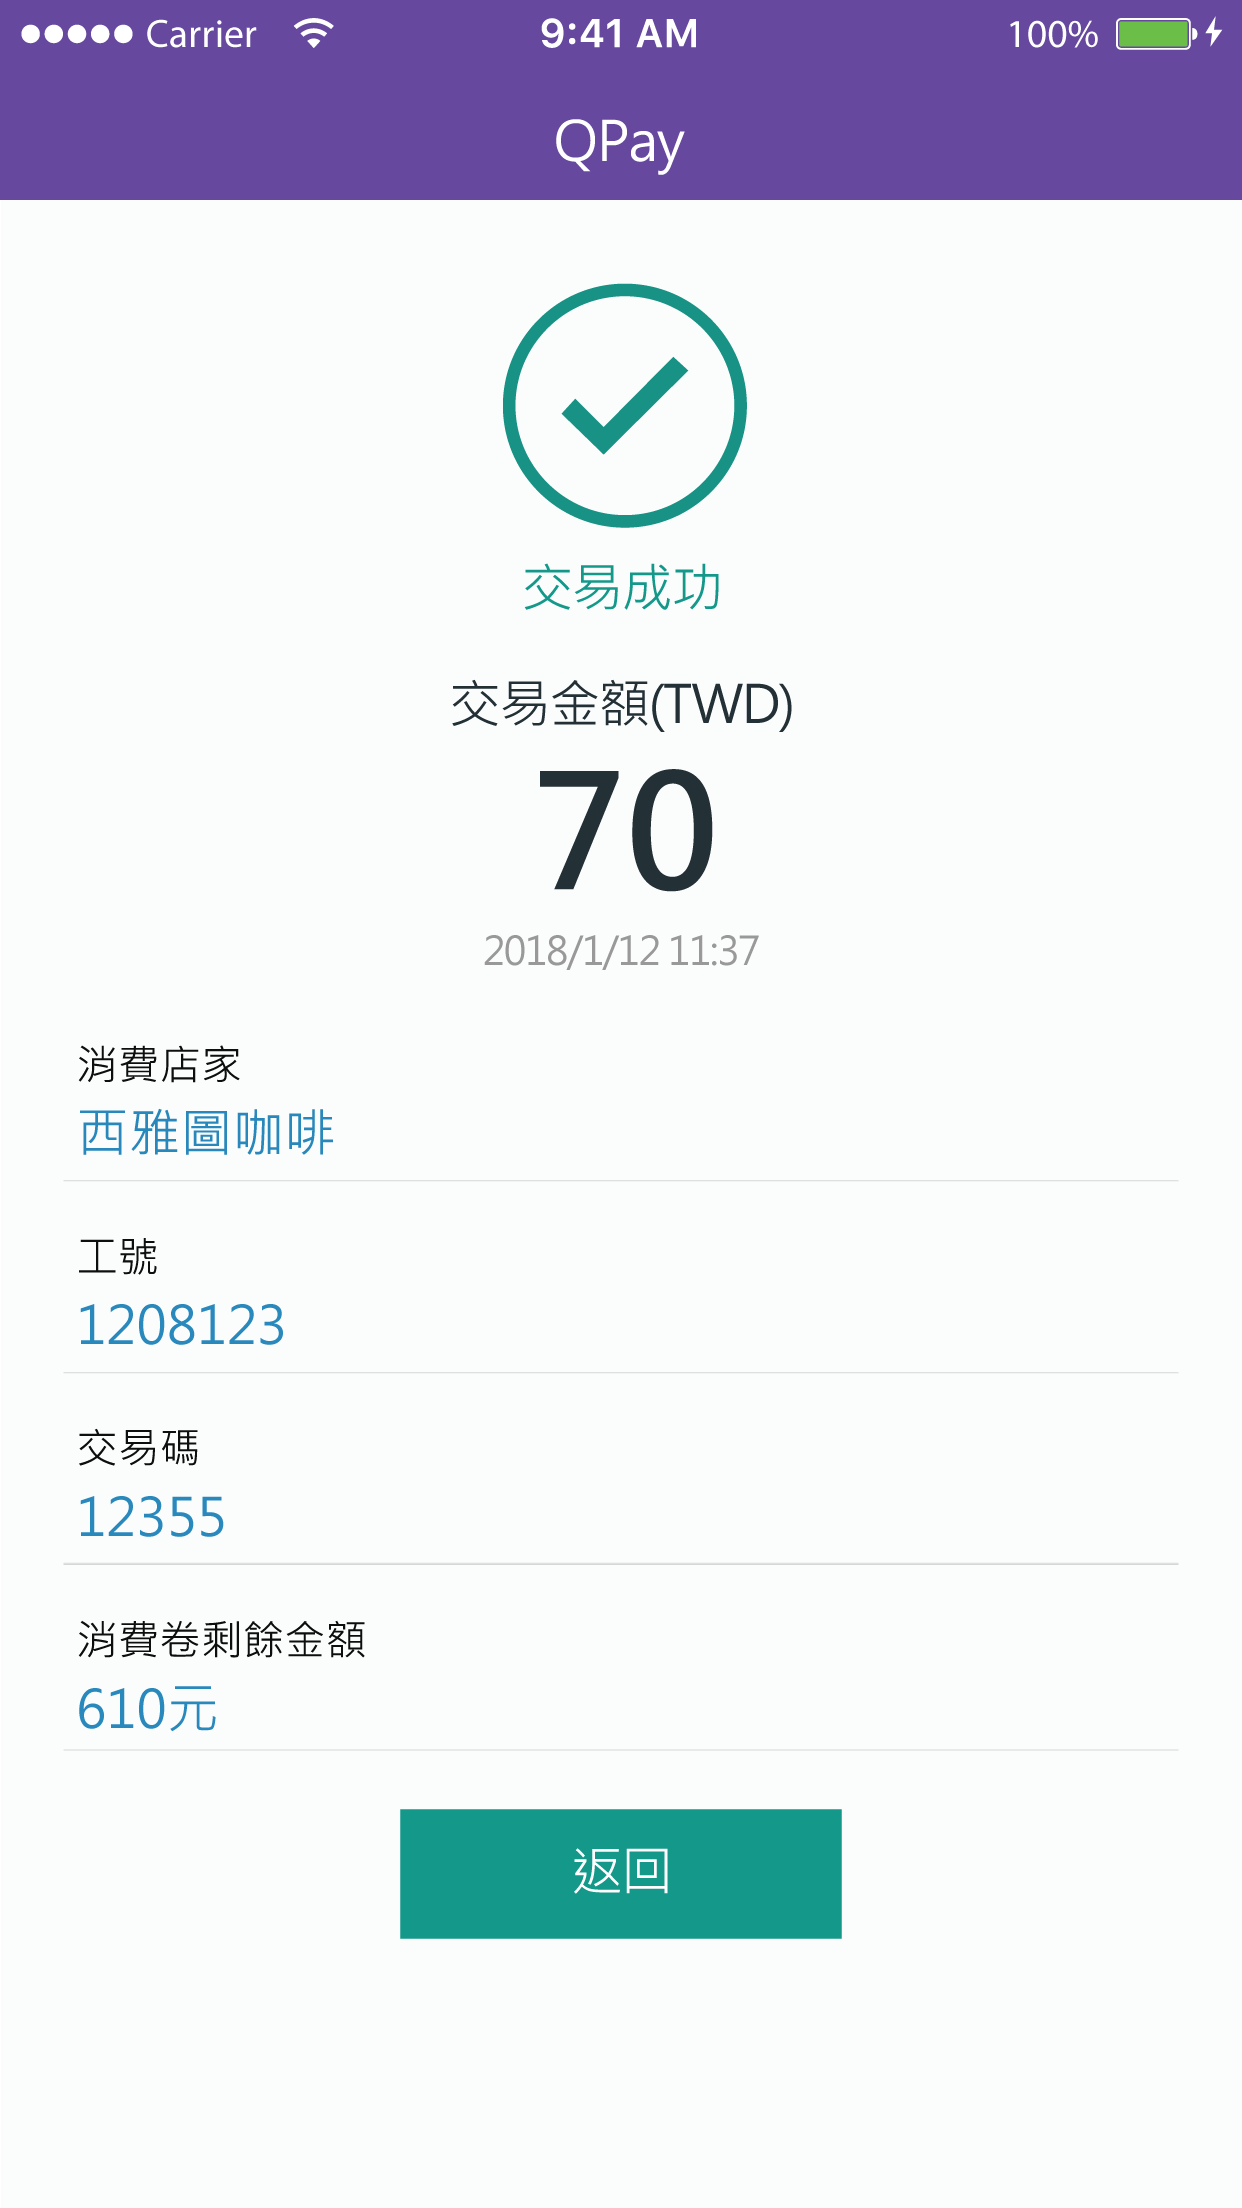 Carrier 9:41 AM 100%
QPay
交易成功
交易金額(TWD)
70
2018/1/12 11:37
消費店家
西雅圖咖啡
工號
1208123
交易碼
12355
消費卷剩餘金額
610元
返回